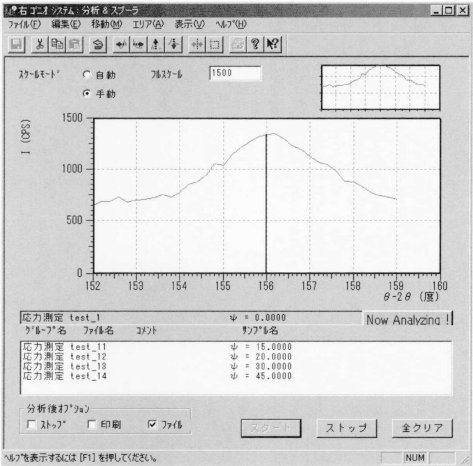 右 ゴニオ システム : 分析 & スプーラ
ファイル(F) 編集(E) 移動(M) エリア(A) 表示(V) ヘルプ(H)
スケールモード 自動 フルスケール 1500
手動
I (CPS)
1500
1000
500
0
152 153 154 155 156 157 158 159 160
θ-2θ (度)
応力測定 test_1 ψ = 0.0000 Now Analyzing !
グループ名 ファイル名 コメント サンプル名
応力測定 test_11 ψ = 15.0000
応力測定 test_12 ψ = 20.0000
応力測定 test_13 ψ = 30.0000
応力測定 test_14 ψ = 45.0000
分析後オプション
ストップ 印刷 ファイル スタート ストップ 全クリア
ヘルプを表示するには [F1] を押してください。 NUM